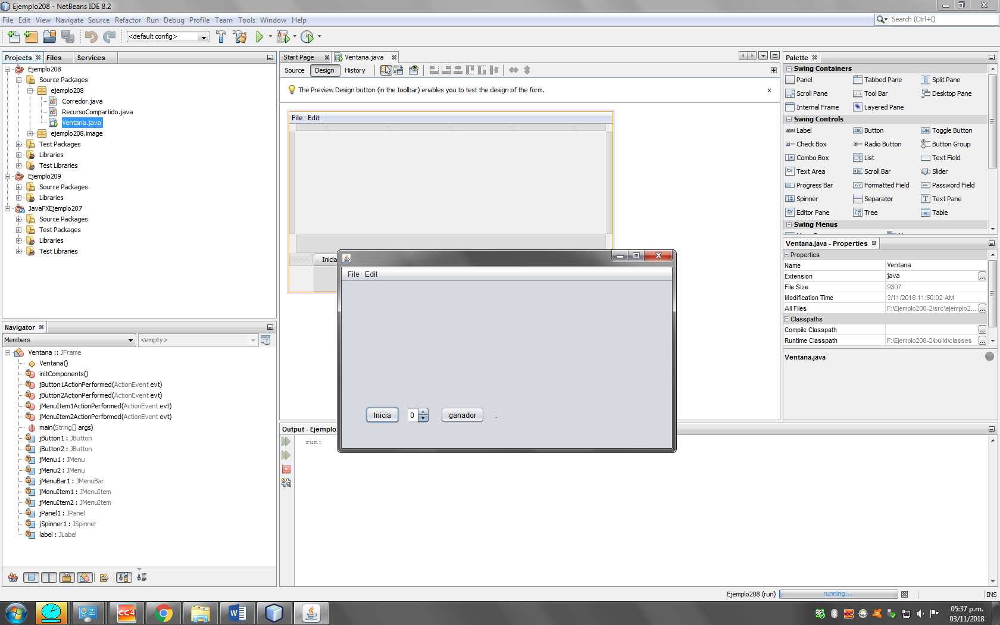 Ejemplo208 - NetBeans IDE 8.2
File Edit View Navigate Source Refactor Run Debug Profile Team Tools Window Help
Search (Ctrl+I)
<default config>
Projects Files Services
Ejemplo208
Source Packages
ejemplo208
Corredor.java
RecursoCompartido.java
Ventana.java
ejemplo208.image
Test Packages
Libraries
Test Libraries
Ejemplo209
Source Packages
Libraries
JavaFXEjemplo207
Source Packages
Test Packages
Libraries
Test Libraries
Navigator
Members
<empty>
Ventana :: JFrame
Ventana()
initComponents()
jButton1ActionPerformed(ActionEvent evt)
jButton2ActionPerformed(ActionEvent evt)
jMenuItem1ActionPerformed(ActionEvent evt)
jMenuItem2ActionPerformed(ActionEvent evt)
main(String[] args)
jButton1 : JButton
jButton2 : JButton
jMenu1 : JMenu
jMenu2 : JMenu
jMenuBar1 : JMenuBar
jMenuItem1 : JMenuItem
jMenuItem2 : JMenuItem
jPanel1 : JPanel
jSpinner1 : JSpinner
label : JLabel
Start Page Ventana.java
Source Design History
The Preview Design button (in the toolbar) enables you to test the design of the form. x
File Edit
Inicia
File Edit
Inicia 0 ganador .
Output - Ejemplo
run:
Palette
Swing Containers
Panel Tabbed Pane Split Pane
Scroll Pane Tool Bar Desktop Pane
Internal Frame Layered Pane
Swing Controls
label Label OK Button ON Toggle Button
Check Box Radio Button Button Group
Combo Box List Text Field
Text Area Scroll Bar Slider
Progress Bar Formatted Field Password Field
Spinner Separator Text Pane
Editor Pane Tree Table
Swing Menus
Ventana.java - Properties
Properties
Name Ventana
Extension java
File Size 9307
Modification Time 3/11/2018 11:50:02 AM
All Files F:\Ejemplo208-2\src\ejemplo2...
Classpaths
Compile Classpath
Runtime Classpath F:\Ejemplo208-2\build\classes
Ventana.java
Ejemplo208 (run) running... INS
CC4
05:37 p.m.
03/11/2018